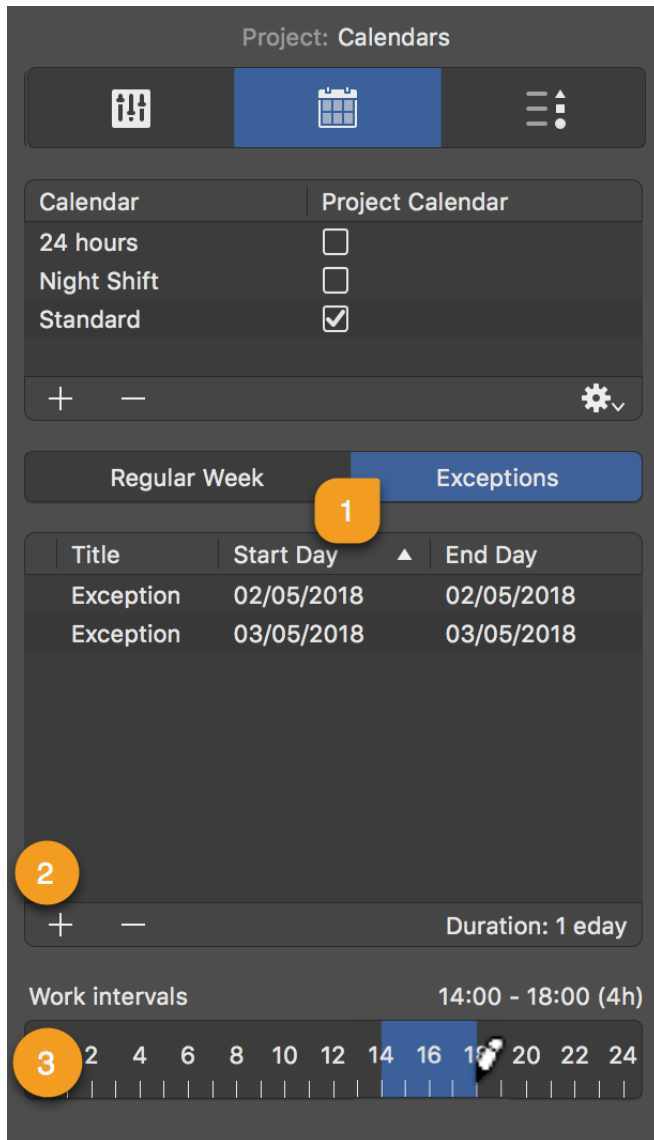 Project: Calendars
Calendar Project Calendar
24 hours
Night Shift
Standard
Regular Week Exceptions
1
Title Start Day End Day
Exception 02/05/2018 02/05/2018
Exception 03/05/2018 03/05/2018
2
Duration: 1 eday
Work intervals 14:00 - 18:00 (4h)
3 2 4 6 8 10 12 14 16 18 20 22 24